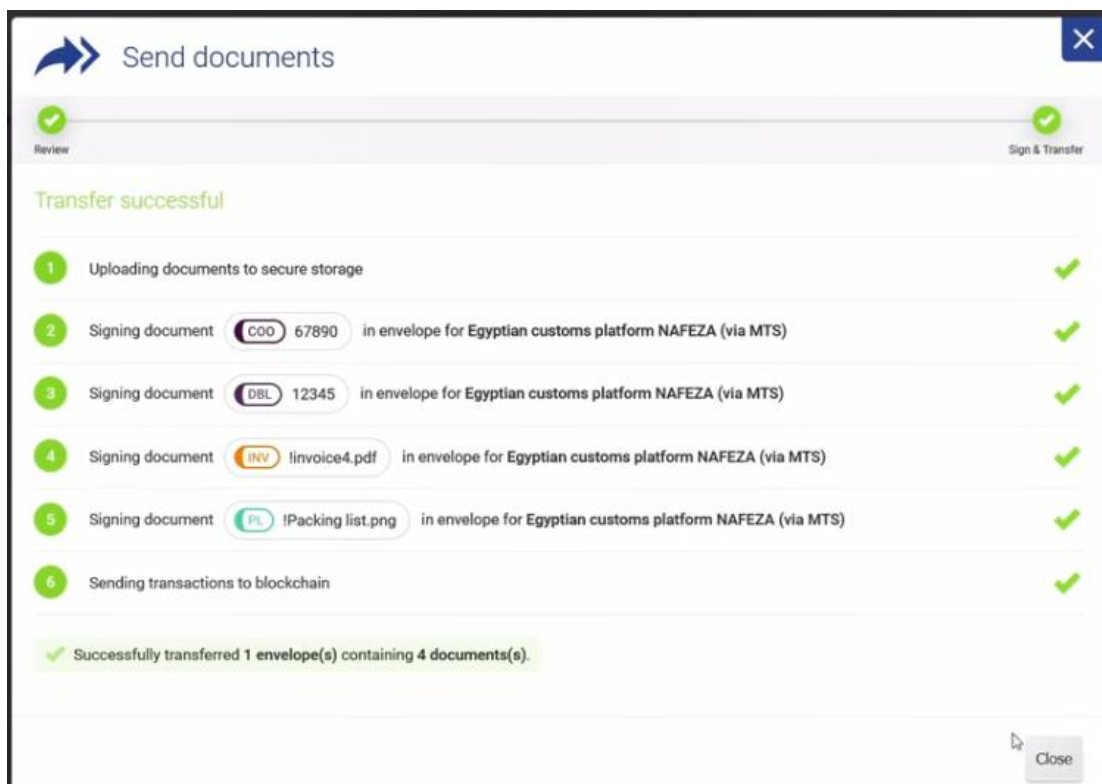 Send documents
Review
Sign & Transfer
Transfer successful
1 Uploading documents to secure storage
2 Signing document COO 67890 in envelope for Egyptian customs platform NAFEZA (via MTS)
3 Signing document DBL 12345 in envelope for Egyptian customs platform NAFEZA (via MTS)
4 Signing document INV !invoice4.pdf in envelope for Egyptian customs platform NAFEZA (via MTS)
5 Signing document PL !Packing list.png in envelope for Egyptian customs platform NAFEZA (via MTS)
6 Sending transactions to blockchain
Successfully transferred 1 envelope(s) containing 4 documents(s).
Close